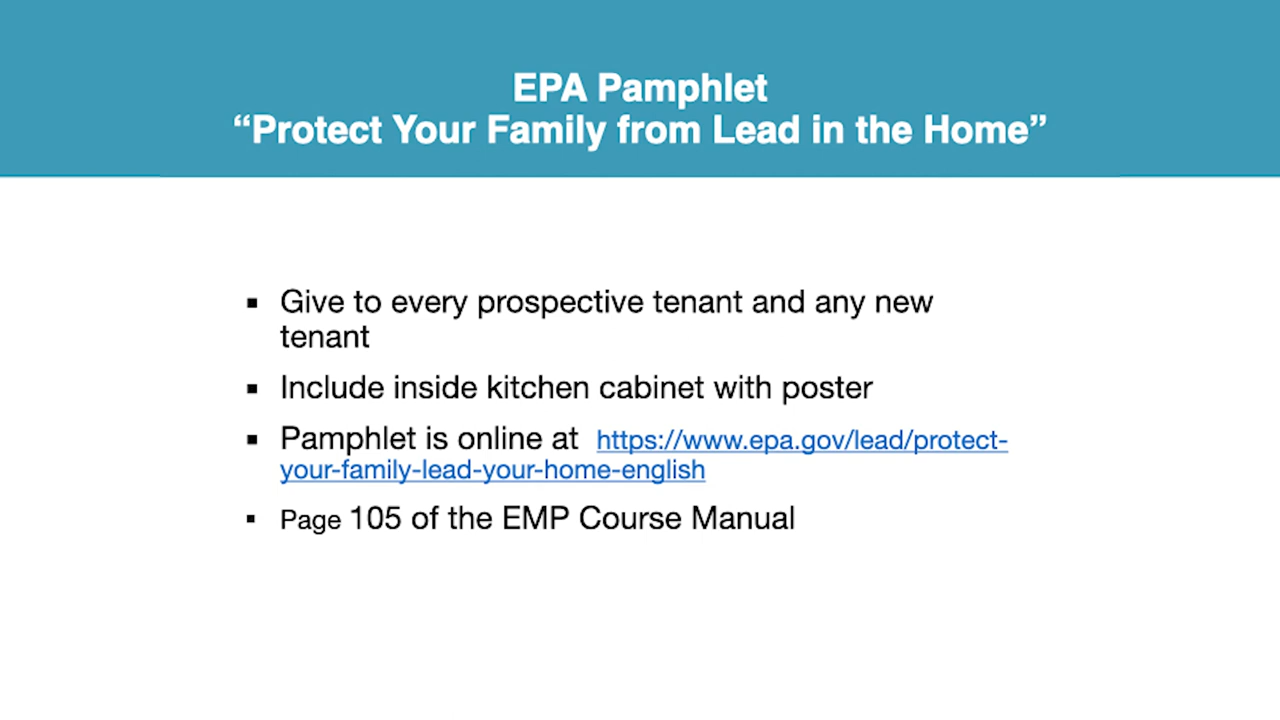 EPA Pamphlet
“Protect Your Family from Lead in the Home”
▪ Give to every prospective tenant and any new
tenant
▪ Include inside kitchen cabinet with poster
▪ Pamphlet is online at https://www.epa.gov/lead/protect-
your-family-lead-your-home-english
▪ Page 105 of the EMP Course Manual